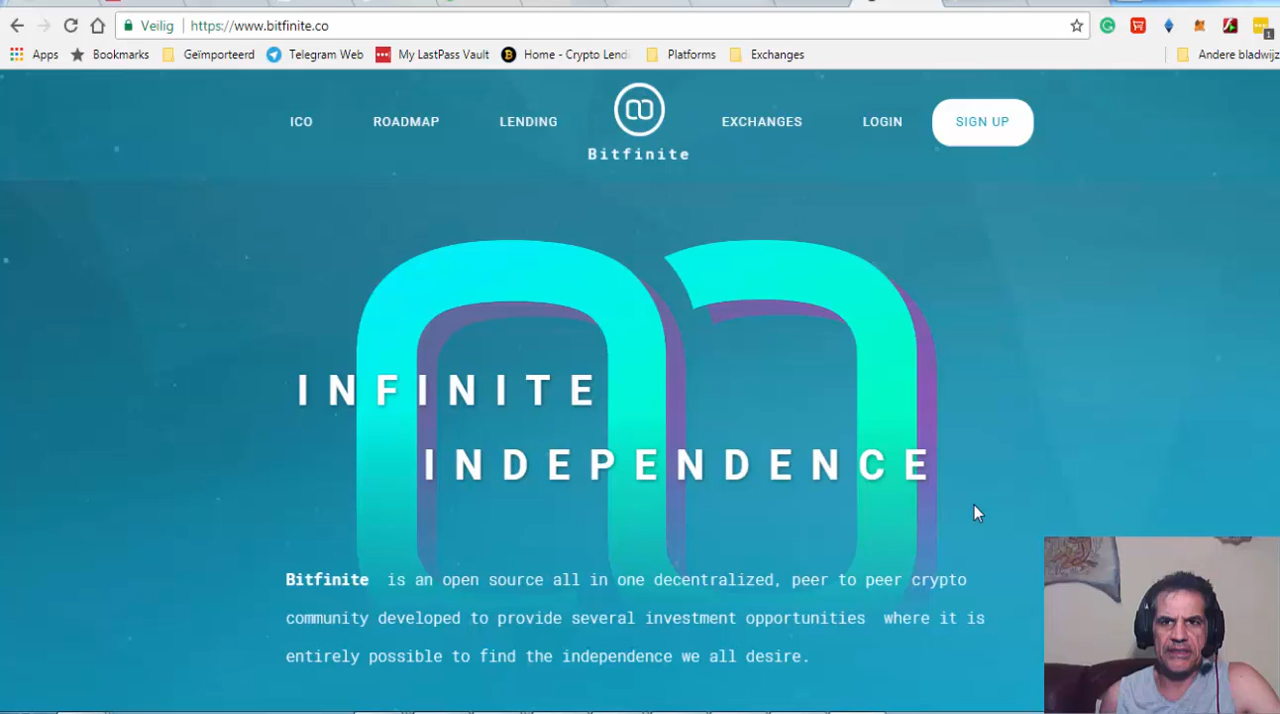 Veilig https://www.bitfinite.co
Apps Bookmarks Geïmporteerd Telegram Web My LastPass Vault Home - Crypto Lend Platforms Exchanges Andere bladwijz
1
ICO ROADMAP LENDING EXCHANGES LOGIN SIGN UP
Bitfinite
INFINITE
INDEPENDENCE
Bitfinite is an open source all in one decentralized, peer to peer crypto
community developed to provide several investment opportunities where it is
entirely possible to find the independence we all desire.